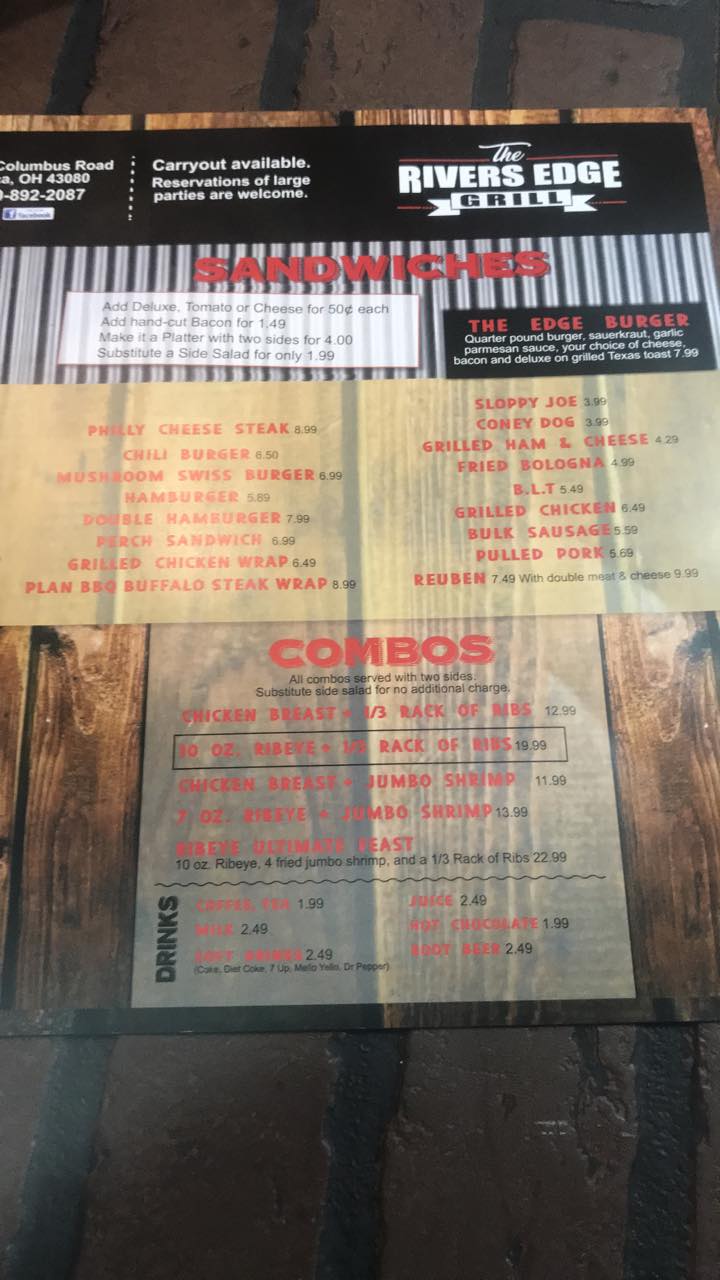 Columbus Road
a, OH 43080
-892-2087
facebook
Carryout available.
Reservations of large
parties are welcome.
The
RIVERS EDGE
GRILL
SANDWICHES
Add Deluxe, Tomato or Cheese for 50¢ each
Add hand-cut Bacon for 1.49
Make it a Platter with two sides for 4.00
Substitute a Side Salad for only 1.99
THE EDGE BURGER
Quarter pound burger, sauerkraut, garlic
parmesan sauce, your choice of cheese,
bacon and deluxe on grilled Texas toast 7.99
PHILLY CHEESE STEAK 8.99
CHILI BURGER 6.50
MUSHROOM SWISS BURGER 6.99
HAMBURGER 5.89
DOUBLE HAMBURGER 7.99
PERCH SANDWICH 6.99
GRILLED CHICKEN WRAP 6.49
PLAN BBQ BUFFALO STEAK WRAP 8.99
SLOPPY JOE 3.99
CONEY DOG 3.99
GRILLED HAM & CHEESE 4.29
FRIED BOLOGNA 4.99
B.L.T 5.49
GRILLED CHICKEN 6.49
BULK SAUSAGE 5.59
PULLED PORK 5.69
REUBEN 7.49 With double meat & cheese 9.99
COMBOS
All combos served with two sides.
Substitute side salad for no additional charge.
CHICKEN BREAST + 1/3 RACK OF RIBS 12.99
10 OZ. RIBEYE + 1/3 RACK OF RIBS 19.99
CHICKEN BREAST + JUMBO SHRIMP 11.99
7 OZ. RIBEYE + JUMBO SHRIMP 13.99
RIBEYE ULTIMATE FEAST
10 oz. Ribeye, 4 fried jumbo shrimp, and a 1/3 Rack of Ribs 22.99
DRINKS
COFFEE, TEA 1.99
MILK 2.49
SOFT DRINKS 2.49
(Coke, Diet Coke, 7 Up, Mello Yello, Dr Pepper)
JUICE 2.49
HOT CHOCOLATE 1.99
ROOT BEER 2.49